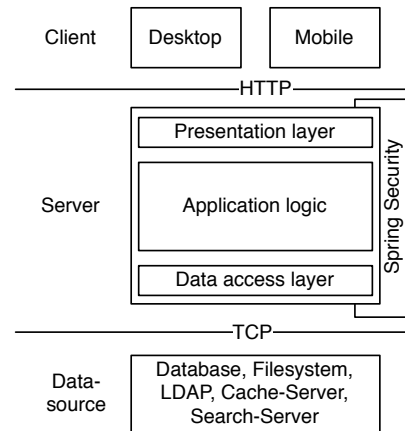 Client
Desktop
Mobile
HTTP
Presentation layer
Server
Application logic
Spring Security
Data access layer
TCP
Data-
source
Database, Filesystem,
LDAP, Cache-Server,
Search-Server